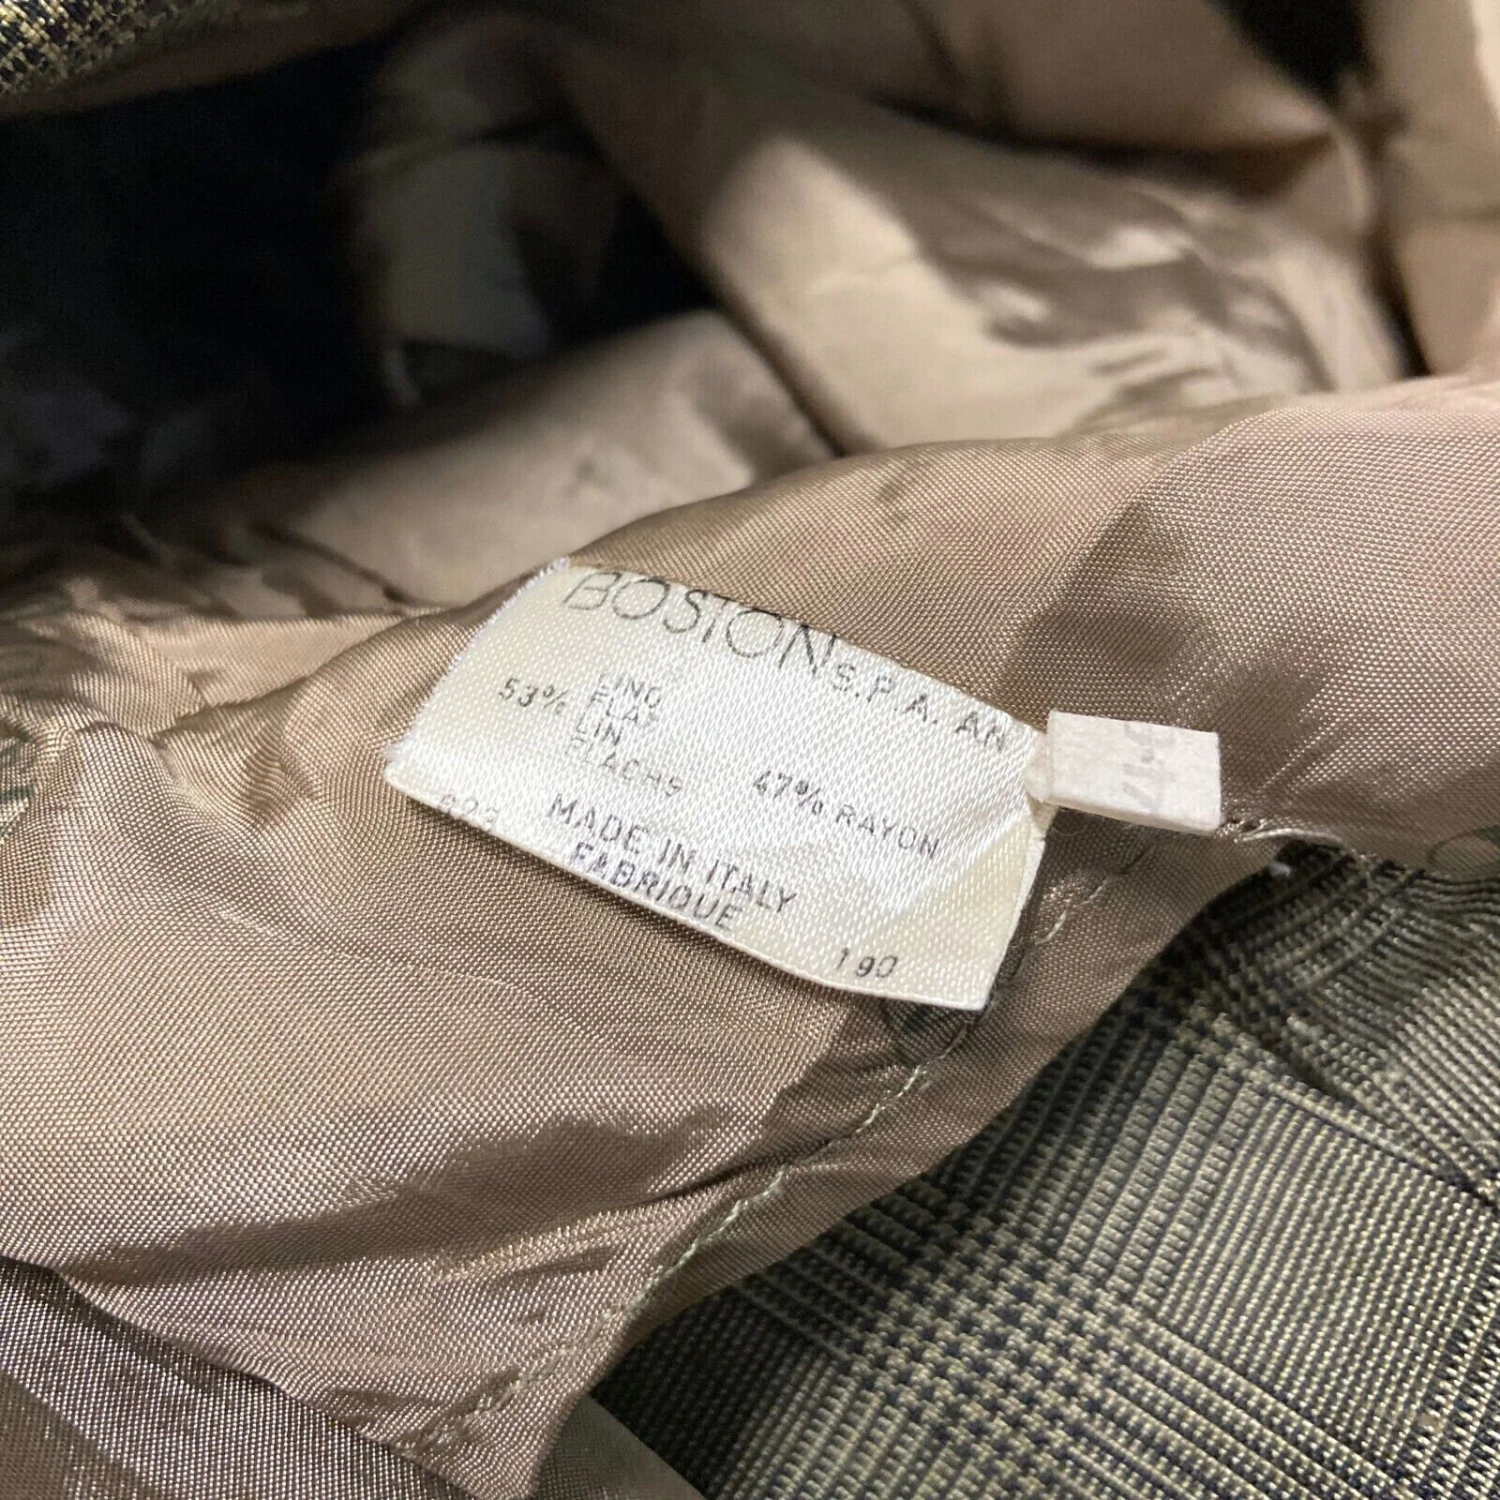 BOSTON S.P.A. AN
53% LINO
FLAX
LIN
FLACHS
47% RAYON
MADE IN ITALY
FABRIQUE
190